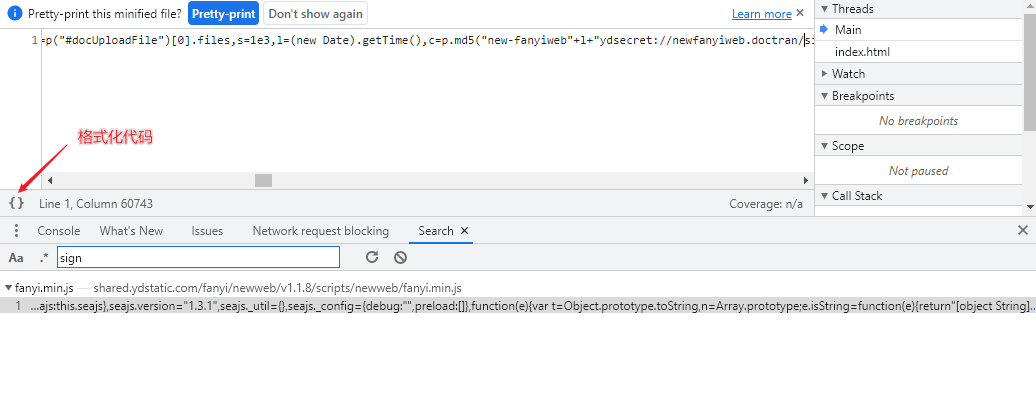 Pretty-print this minified file? Pretty-print Don't show again Learn more ×
1 =p("#docUploadFile")[0].files,s=1e3,l=(new Date).getTime(),c=p.md5("new-fanyiweb"+l+"ydsecret://newfanyiweb.doctran/si
格式化代码
{} Line 1, Column 60743 Coverage: n/a
Threads
Main
index.html
Watch
Breakpoints
No breakpoints
Scope
Not paused
Call Stack
Console What's New Issues Network request blocking Search ×
Aa .* sign
fanyi.min.js — shared.ydstatic.com/fanyi/newweb/v1.1.8/scripts/newweb/fanyi.min.js
1 ...ajs:this.seajs},seajs.version="1.3.1",seajs._util={},seajs._config={debug:"",preload:[]},function(e){var t=Object.prototype.toString,n=Array.prototype;e.isString=function(e){return"[object String]...